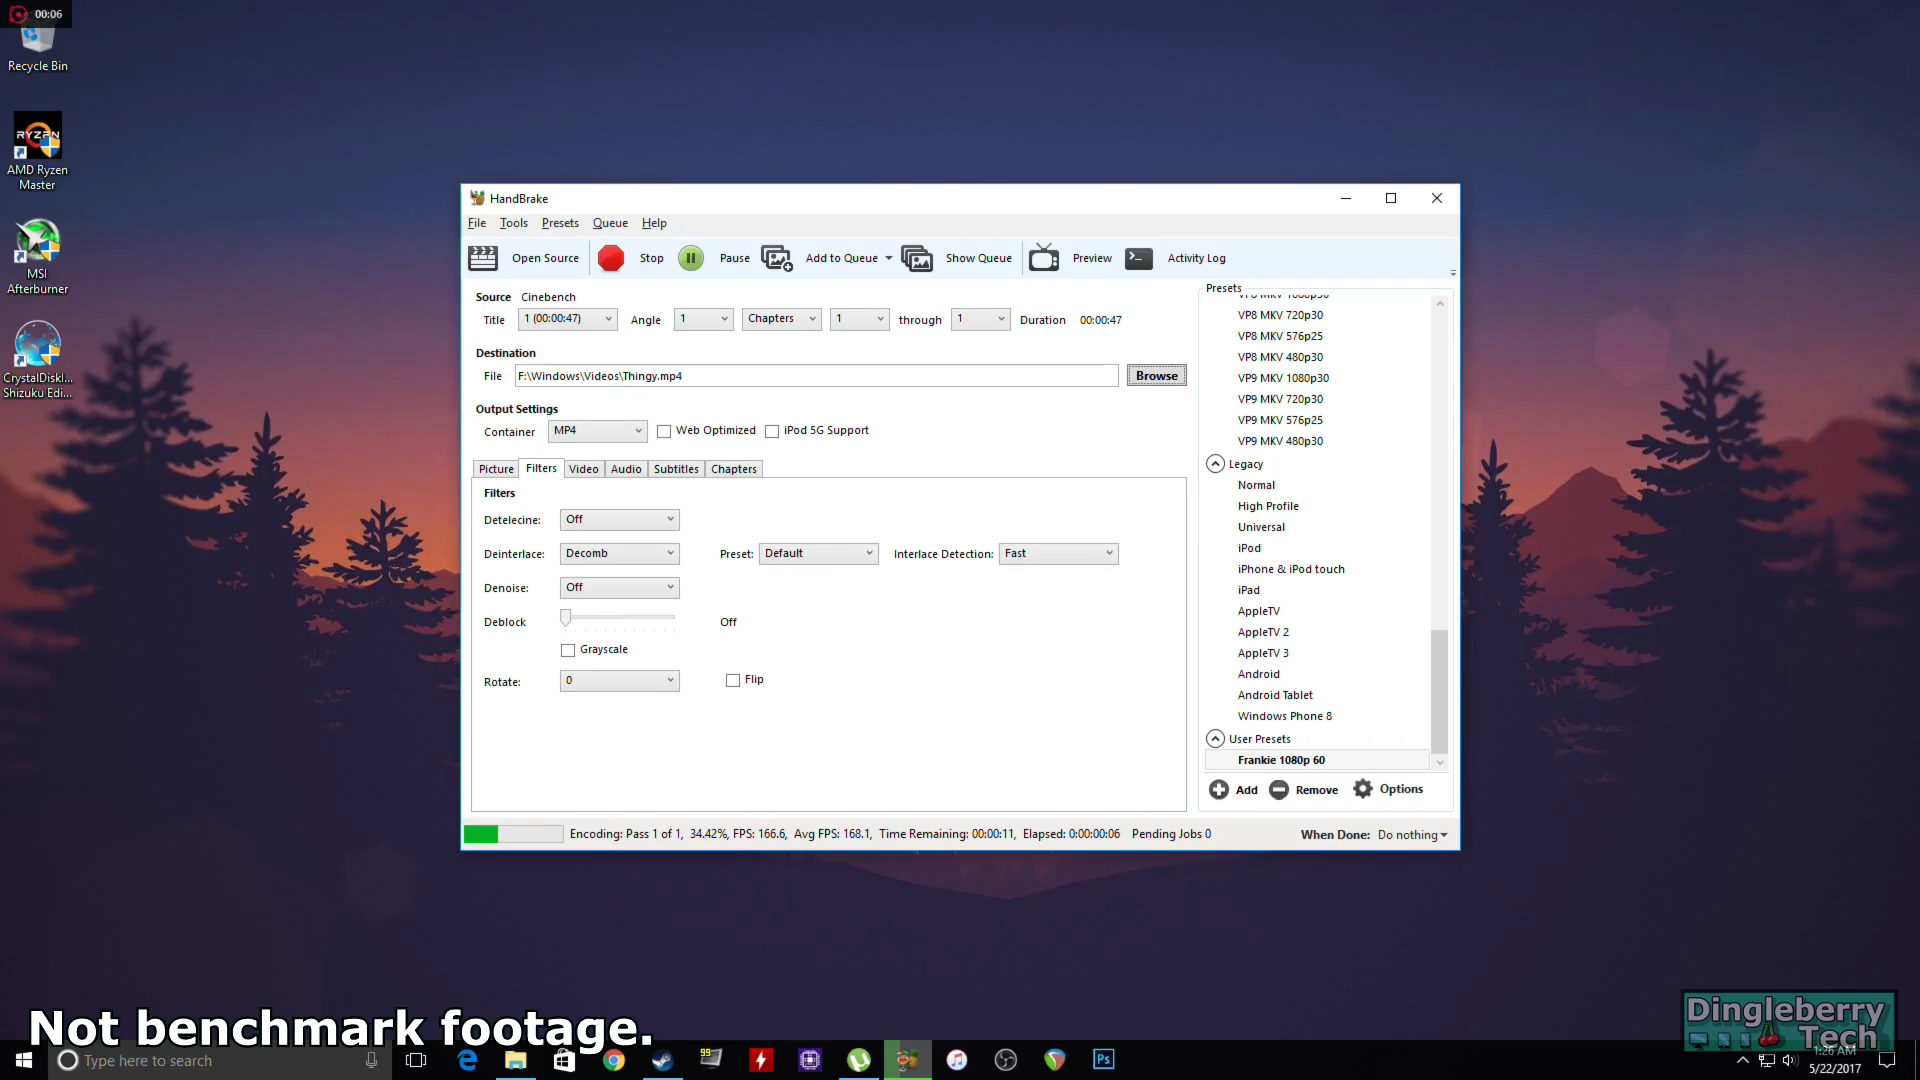 00:06
Recycle Bin
RYZEN
AMD Ryzen
Master
MSI
Afterburner
CrystalDiskI...
Shizuku Edi...
HandBrake
File Tools Presets Queue Help
Open Source Stop Pause Add to Queue Show Queue Preview Activity Log
Source Cinebench
Title 1 (00:00:47) Angle 1 Chapters 1 through 1 Duration 00:00:47
Destination
File F:\Windows\Videos\Thingy.mp4 Browse
Output Settings
Container MP4 Web Optimized iPod 5G Support
Picture Filters Video Audio Subtitles Chapters
Filters
Detelecine: Off
Deinterlace: Decomb Preset: Default Interlace Detection: Fast
Denoise: Off
Deblock Off
Grayscale
Rotate: 0 Flip
Presets
VP8 MKV 1080p30
VP8 MKV 720p30
VP8 MKV 576p25
VP8 MKV 480p30
VP9 MKV 1080p30
VP9 MKV 720p30
VP9 MKV 576p25
VP9 MKV 480p30
Legacy
Normal
High Profile
Universal
iPod
iPhone & iPod touch
iPad
AppleTV
AppleTV 2
AppleTV 3
Android
Android Tablet
Windows Phone 8
User Presets
Frankie 1080p 60
Add Remove Options
Encoding: Pass 1 of 1, 34.42%, FPS: 166.6, Avg FPS: 168.1, Time Remaining: 00:00:11, Elapsed: 0:00:00:06 Pending Jobs 0
When Done: Do nothing
Not benchmark footage.
Dingleberry
Tech
Type here to search
99
Ps
1:26 AM
5/22/2017